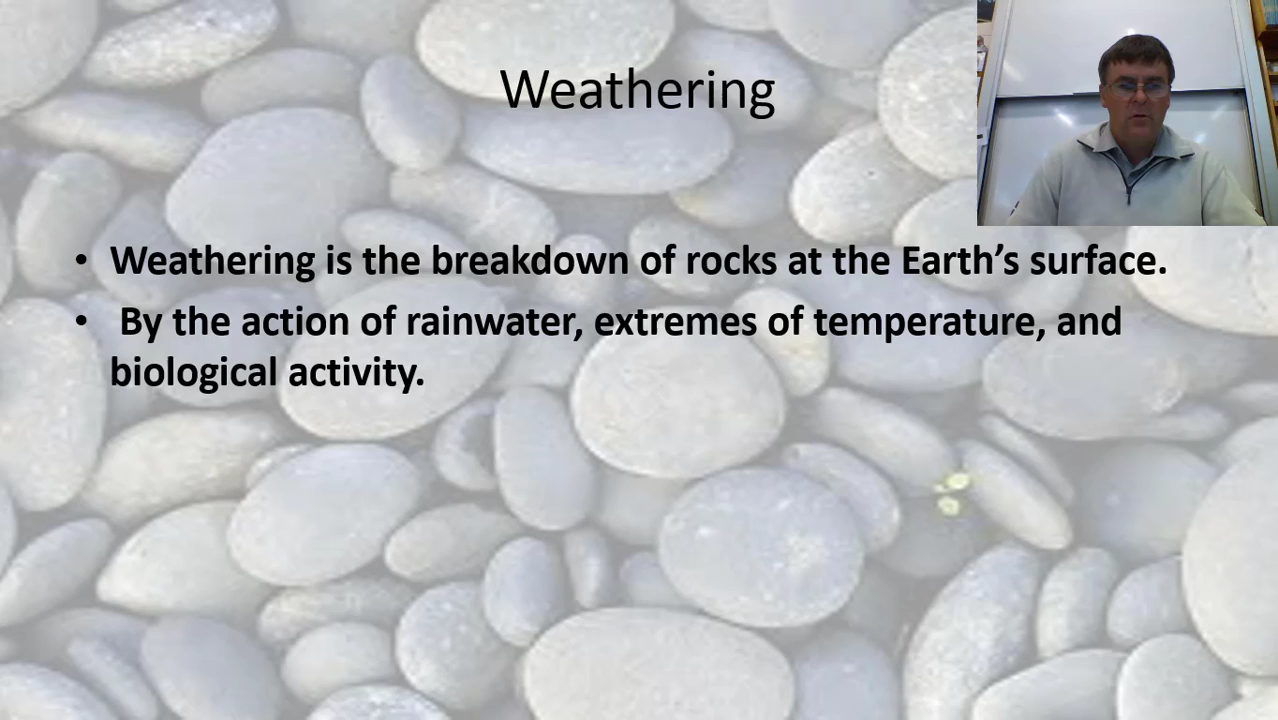 Weathering
• Weathering is the breakdown of rocks at the Earth’s surface.
• By the action of rainwater, extremes of temperature, and
biological activity.